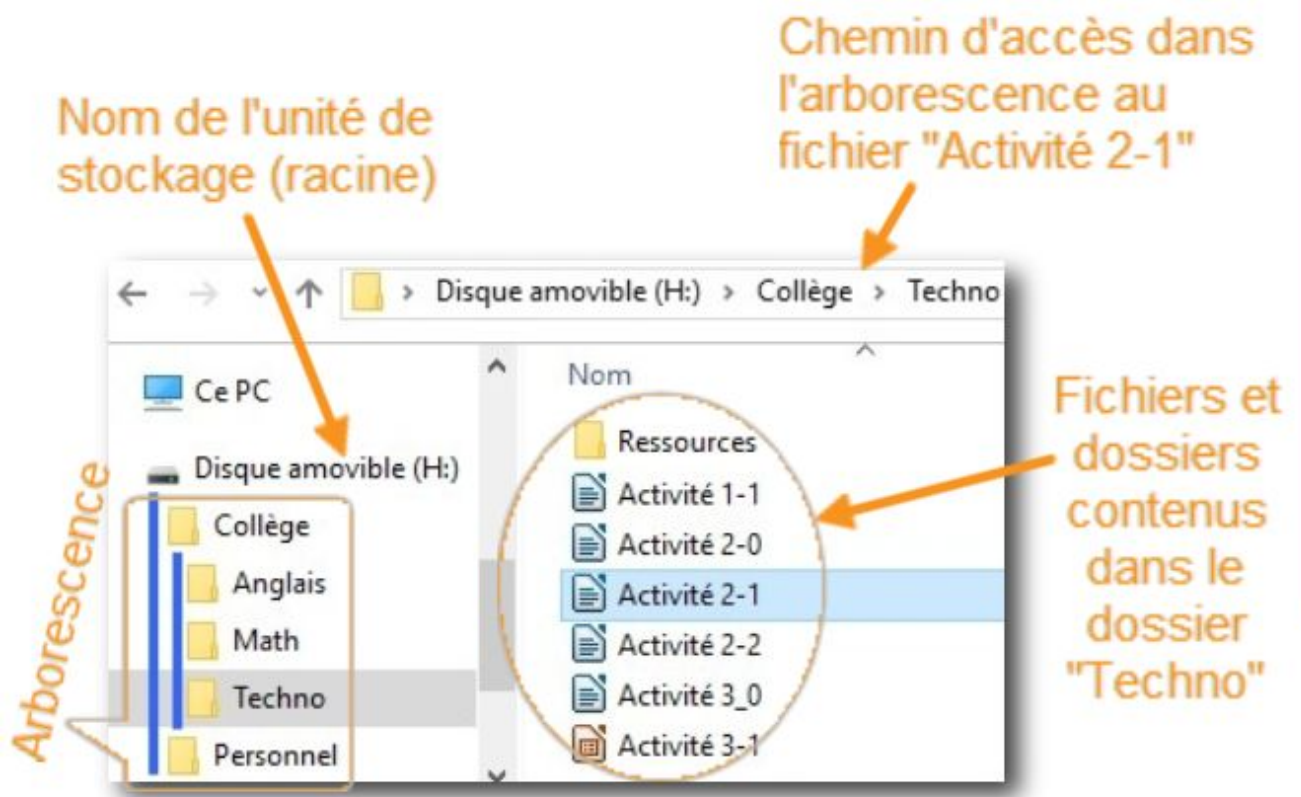 Chemin d'accès dans
l'arborescence au
fichier "Activité 2-1"
Nom de l'unité de
stockage (racine)
> Disque amovible (H:) > Collège > Techno
Ce PC
Disque amovible (H:)
Collège
Anglais
Math
Techno
Personnel
Arborescence
Nom
Ressources
Activité 1-1
Activité 2-0
Activité 2-1
Activité 2-2
Activité 3_0
Activité 3-1
Fichiers et
dossiers
contenus
dans le
dossier
"Techno"